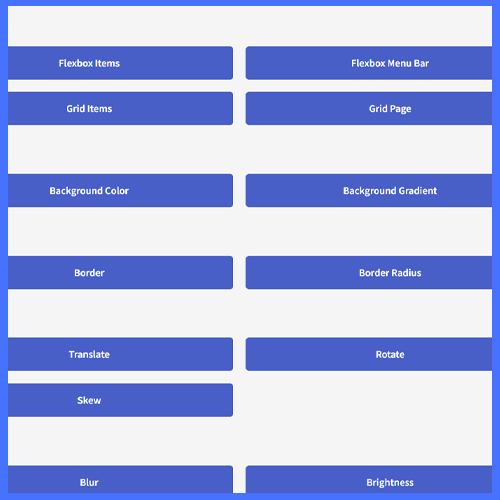 Flexbox Items
Flexbox Menu Bar
Grid Items
Grid Page
Background Color
Background Gradient
Border
Border Radius
Translate
Rotate
Skew
Blur
Brightness